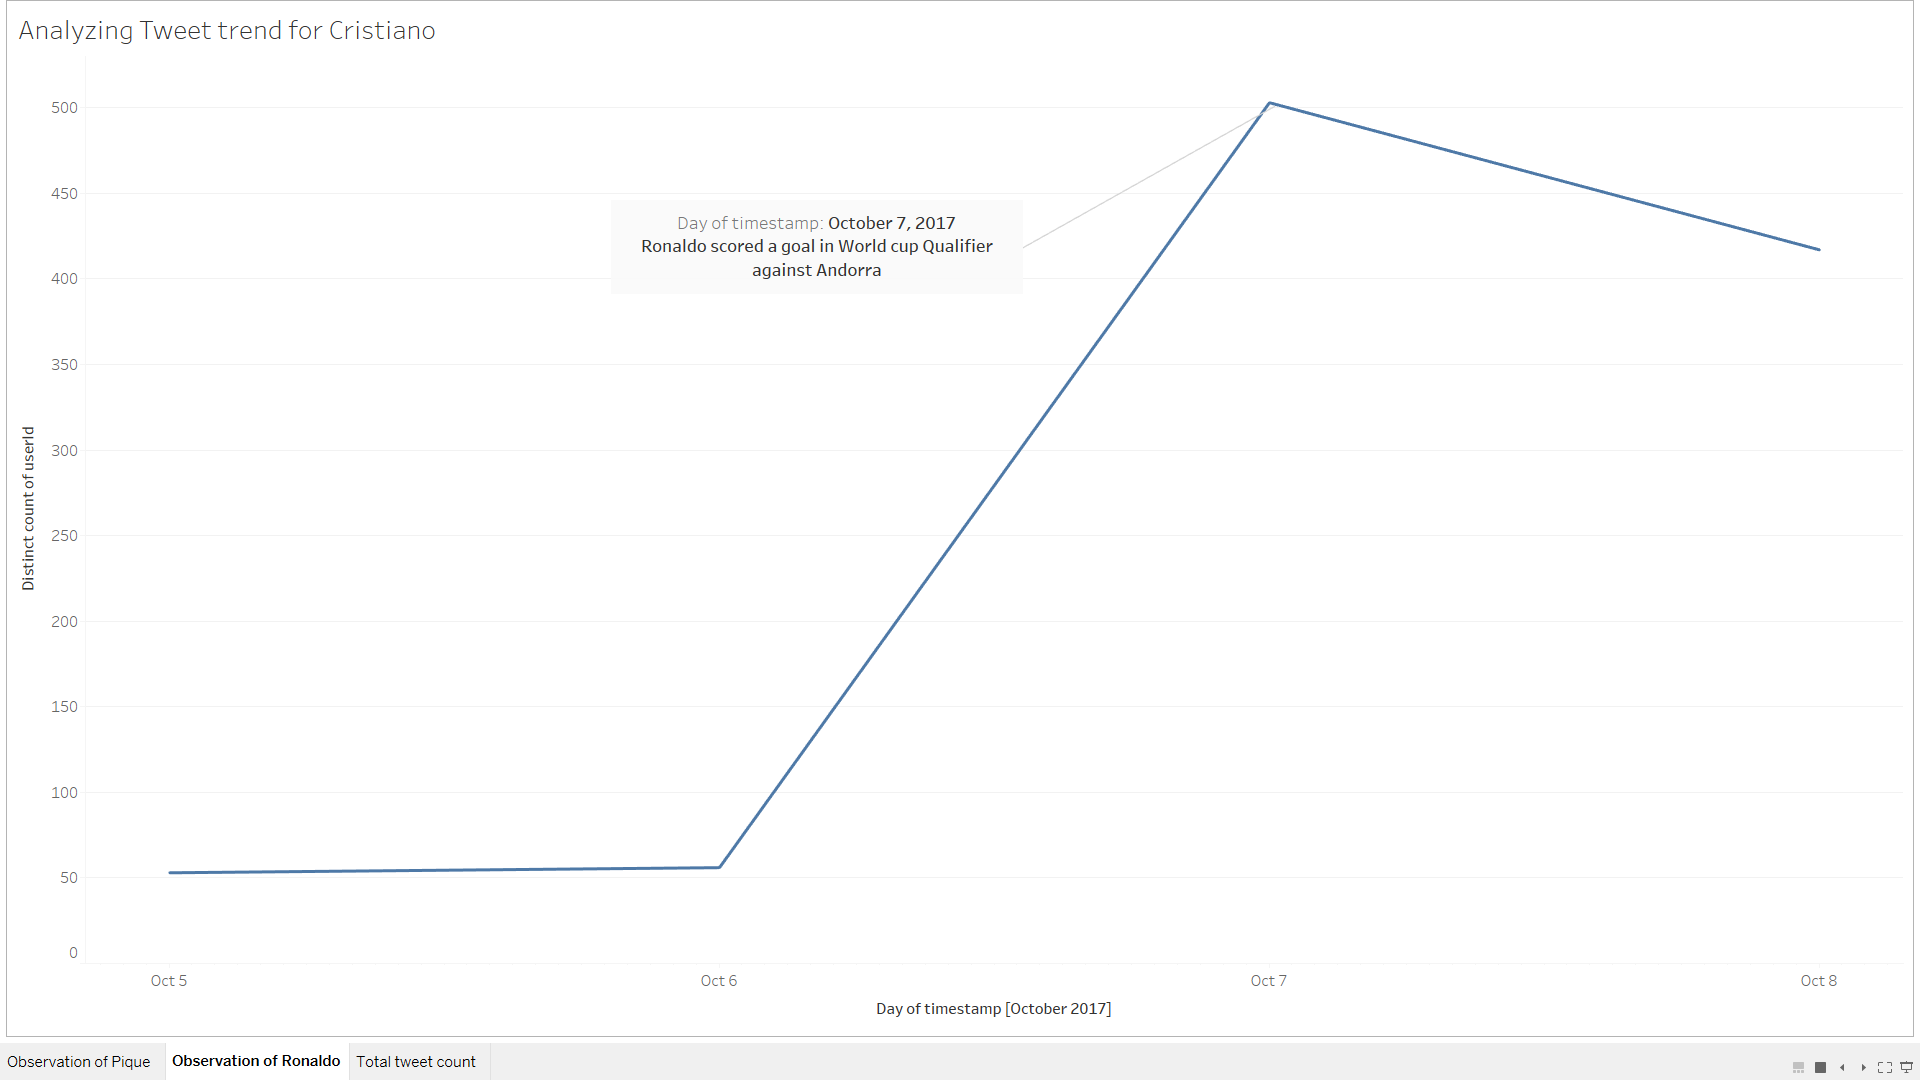 Analyzing Tweet trend for Cristiano
500
450
400
350
300
250
200
150
100
50
0
Distinct count of userId
Day of timestamp: October 7, 2017
Ronaldo scored a goal in World cup Qualifier
against Andorra
Oct 5
Oct 6
Oct 7
Oct 8
Day of timestamp [October 2017]
Observation of Pique
Observation of Ronaldo
Total tweet count